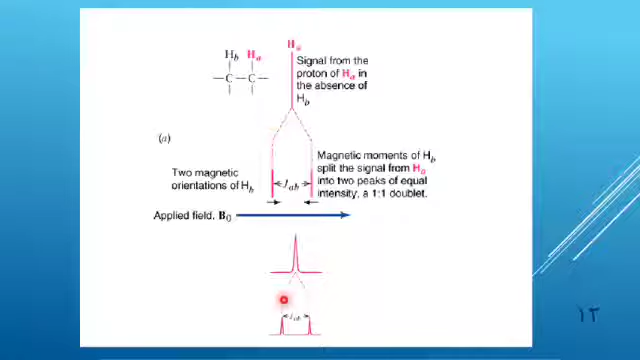 Hb Ha
—C—C—
Ha
Signal from the
proton of Ha in
the absence of
Hb
(a)
Two magnetic
orientations of Hb
Jab
Magnetic moments of Hb
split the signal from Ha
into two peaks of equal
intensity, a 1:1 doublet.
Applied field, B0
Jab
١٣